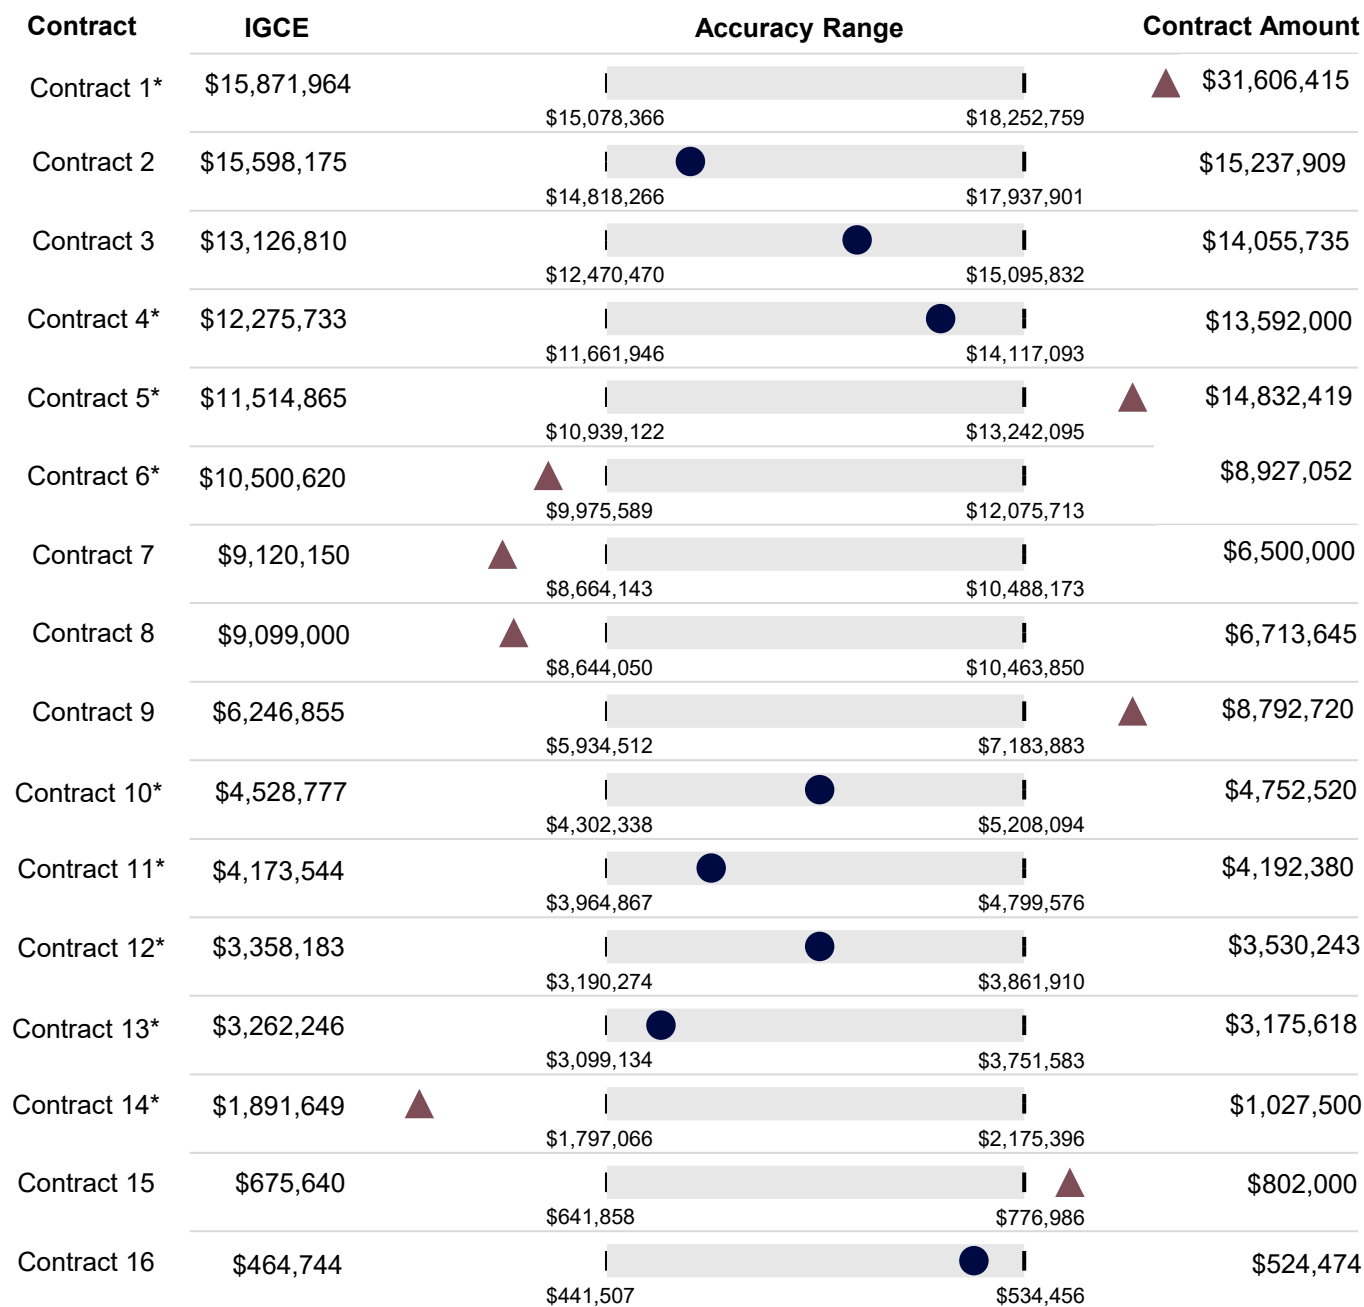 Contract IGCE Accuracy Range Contract Amount
Contract 1* $15,871,964 $31,606,415
$15,078,366 $18,252,759
Contract 2 $15,598,175 $15,237,909
$14,818,266 $17,937,901
Contract 3 $13,126,810 $14,055,735
$12,470,470 $15,095,832
Contract 4* $12,275,733 $13,592,000
$11,661,946 $14,117,093
Contract 5* $11,514,865 $14,832,419
$10,939,122 $13,242,095
Contract 6* $10,500,620 $8,927,052
$9,975,589 $12,075,713
Contract 7 $9,120,150 $6,500,000
$8,664,143 $10,488,173
Contract 8 $9,099,000 $6,713,645
$8,644,050 $10,463,850
Contract 9 $6,246,855 $8,792,720
$5,934,512 $7,183,883
Contract 10* $4,528,777 $4,752,520
$4,302,338 $5,208,094
Contract 11* $4,173,544 $4,192,380
$3,964,867 $4,799,576
Contract 12* $3,358,183 $3,530,243
$3,190,274 $3,861,910
Contract 13* $3,262,246 $3,175,618
$3,099,134 $3,751,583
Contract 14* $1,891,649 $1,027,500
$1,797,066 $2,175,396
Contract 15 $675,640 $802,000
$641,858 $776,986
Contract 16 $464,744 $524,474
$441,507 $534,456